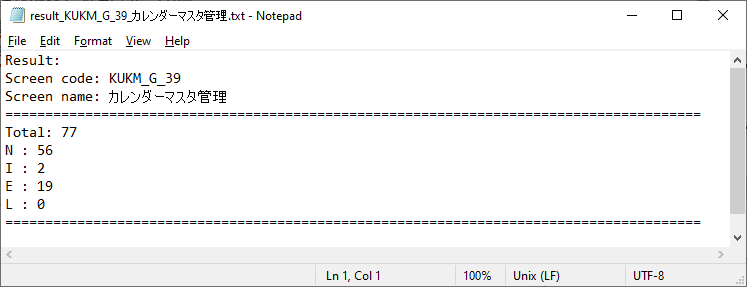 result_KUKM_G_39_カレンダーマスタ管理.txt - Notepad
File Edit Format View Help
Result:
Screen code: KUKM_G_39
Screen name: カレンダーマスタ管理
=======================================================================================
Total: 77
N : 56
I : 2
E : 19
L : 0
=======================================================================================
Ln 1, Col 1 100% Unix (LF) UTF-8